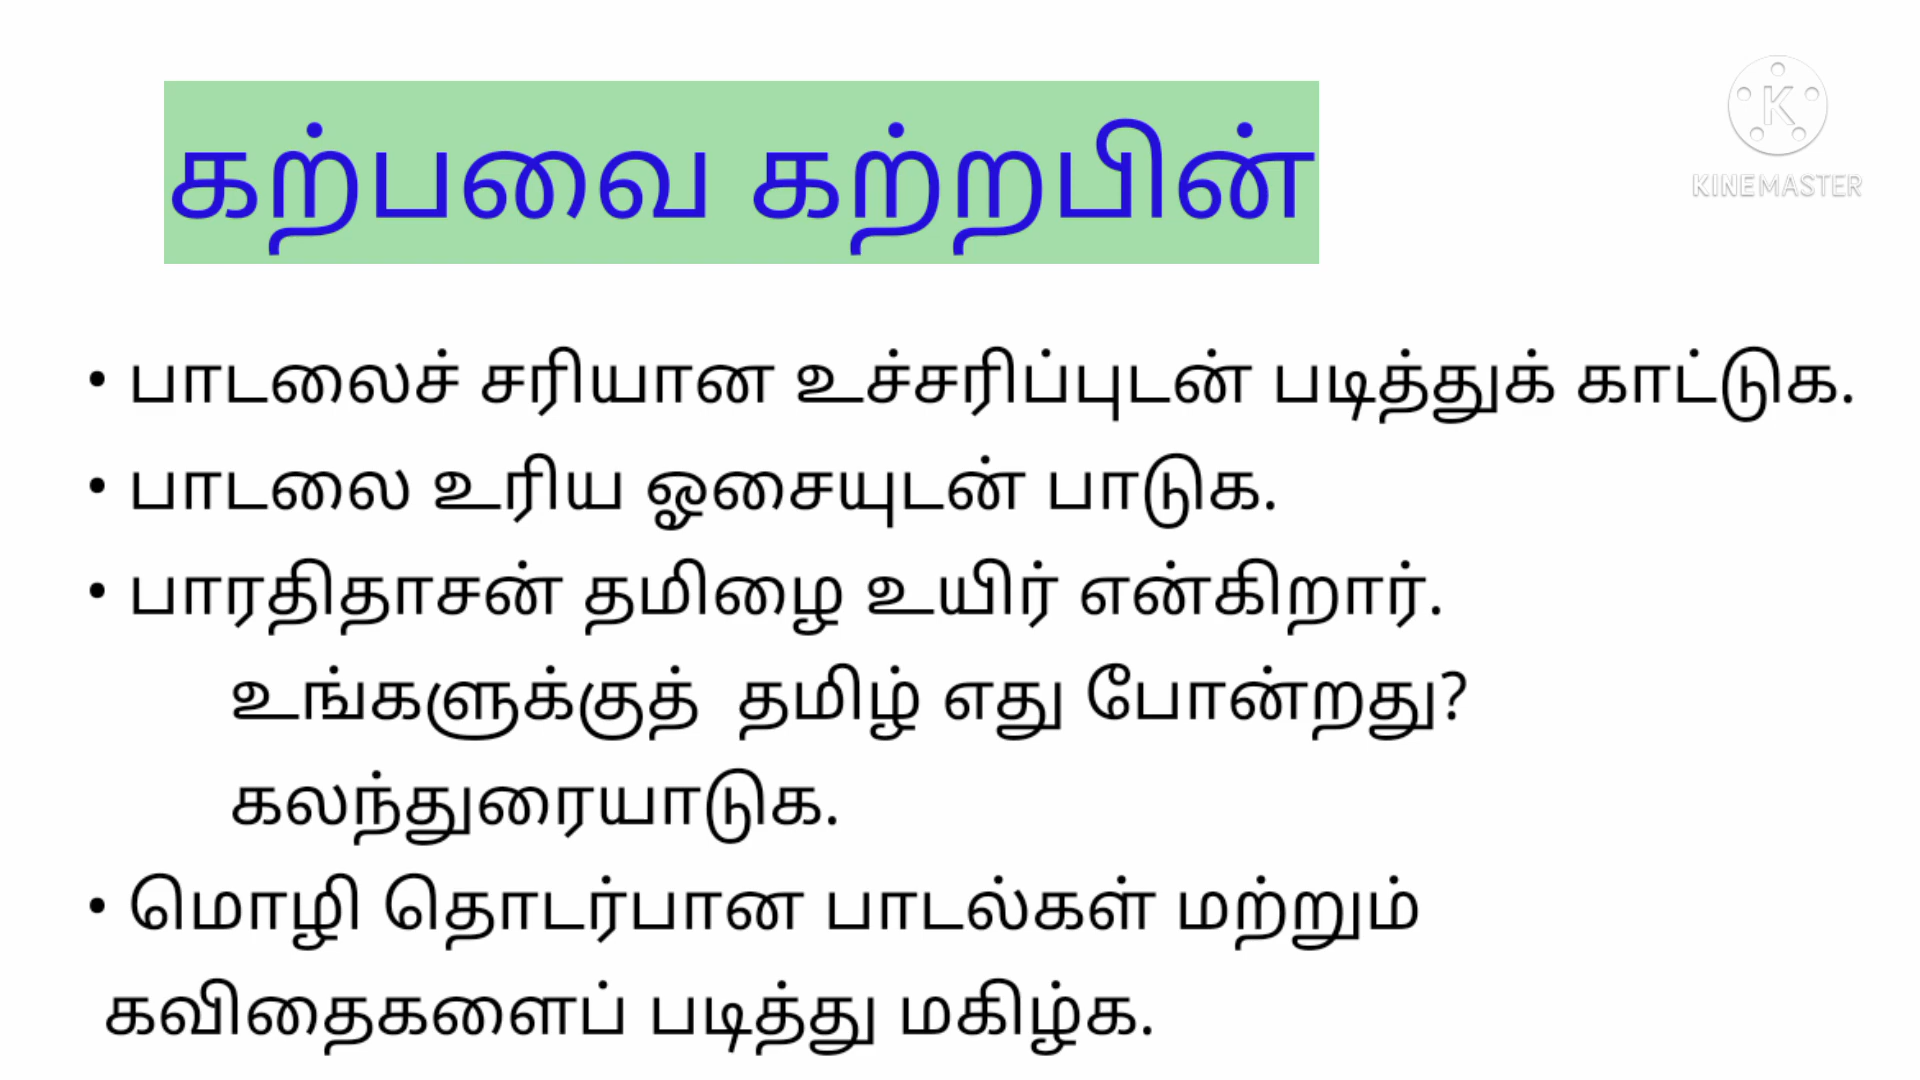 கற்பவை கற்றபின்
KINEMASTER
• பாடலைச் சரியான உச்சரிப்புடன் படித்துக் காட்டுக.
• பாடலை உரிய ஓசையுடன் பாடுக.
• பாரதிதாசன் தமிழை உயிர் என்கிறார்.
உங்களுக்குத் தமிழ் எது போன்றது?
கலந்துரையாடுக.
• மொழி தொடர்பான பாடல்கள் மற்றும்
கவிதைகளைப் படித்து மகிழ்க.